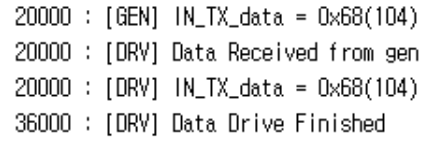 20000 : [GEN] IN_TX_data = 0x68(104)
20000 : [DRV] Data Received from gen
20000 : [DRV] IN_TX_data = 0x68(104)
36000 : [DRV] Data Drive Finished